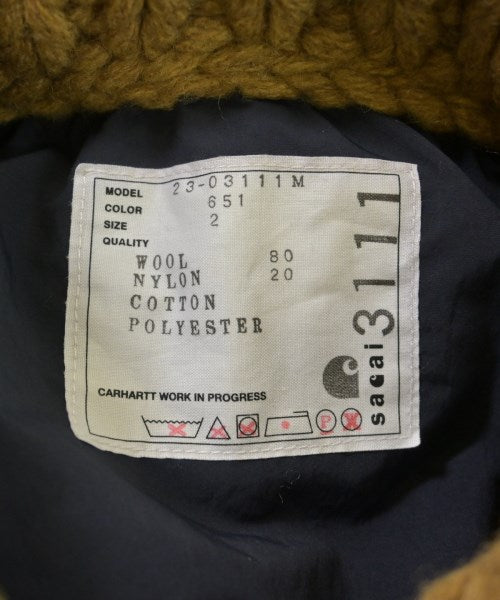 MODEL 23-03111M
COLOR 651
SIZE 2
QUALITY
WOOL 80
NYLON 20
COTTON
POLYESTER
CARHARTT WORK IN PROGRESS
P
sacai 3111